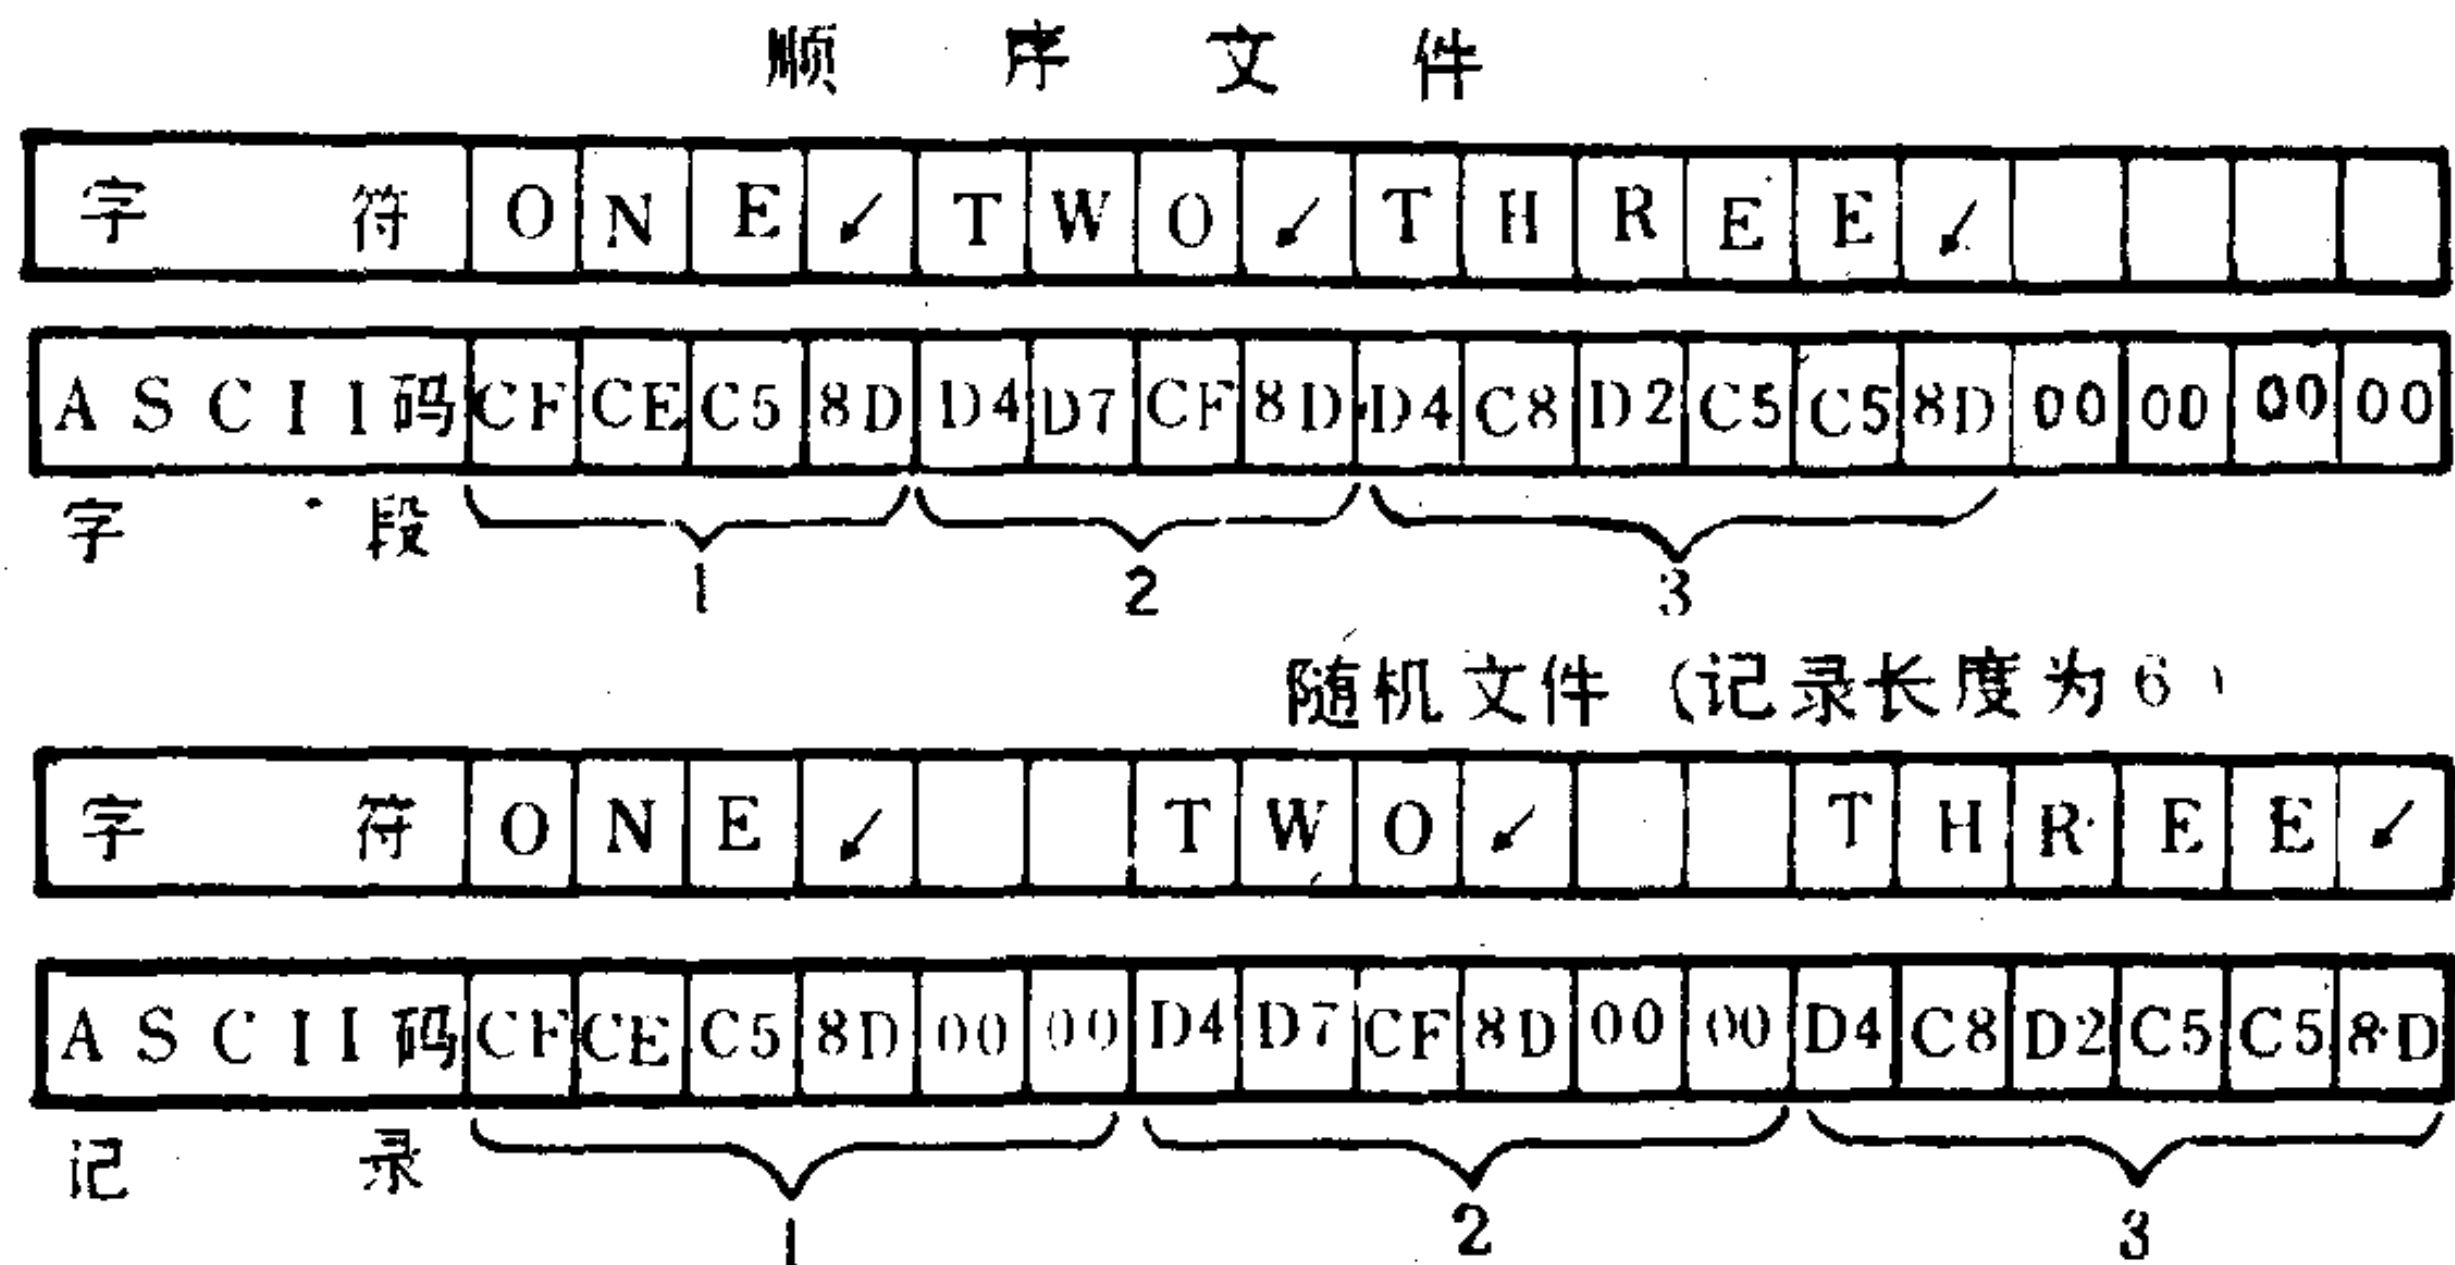 顺序文件
字符 O N E ↙ T W O ↙ T H R E E ↙
ASCII码 CF CE C5 8D D4 D7 CF 8D D4 C8 D2 C5 C5 8D 00 00 00 00
字段
1 2 3
随机文件(记录长度为6)
字符 O N E ↙ T W O ↙ T H R E E ↙
ASCII码 CF CE C5 8D 00 00 D4 D7 CF 8D 00 00 D4 C8 D2 C5 C5 8D
记录
1 2 3